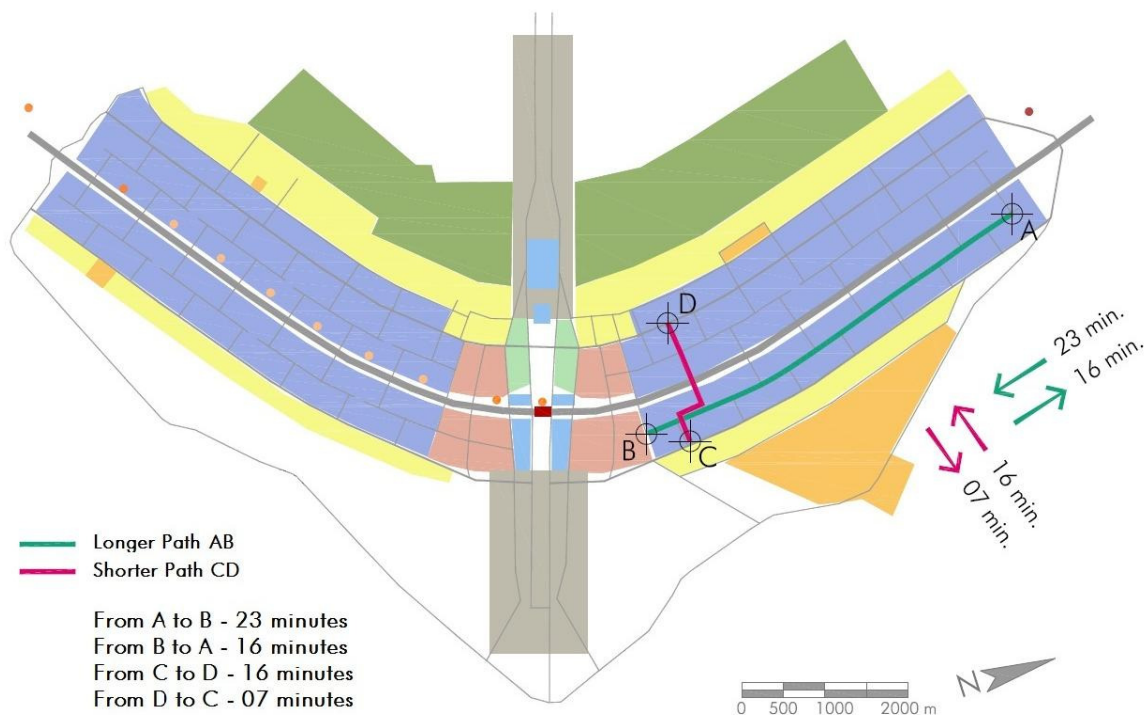 A
D
B
C
23 min.
16 min.
16 min.
07 min.
Longer Path AB
Shorter Path CD
From A to B - 23 minutes
From B to A - 16 minutes
From C to D - 16 minutes
From D to C - 07 minutes
N
0 500 1000 2000 m